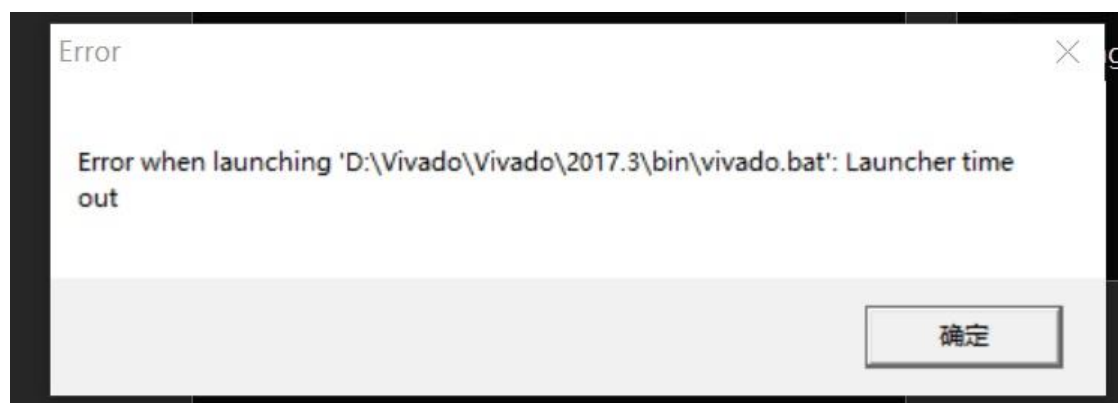 Error
Error when launching 'D:\Vivado\Vivado\2017.3\bin\vivado.bat': Launcher time
out
确定